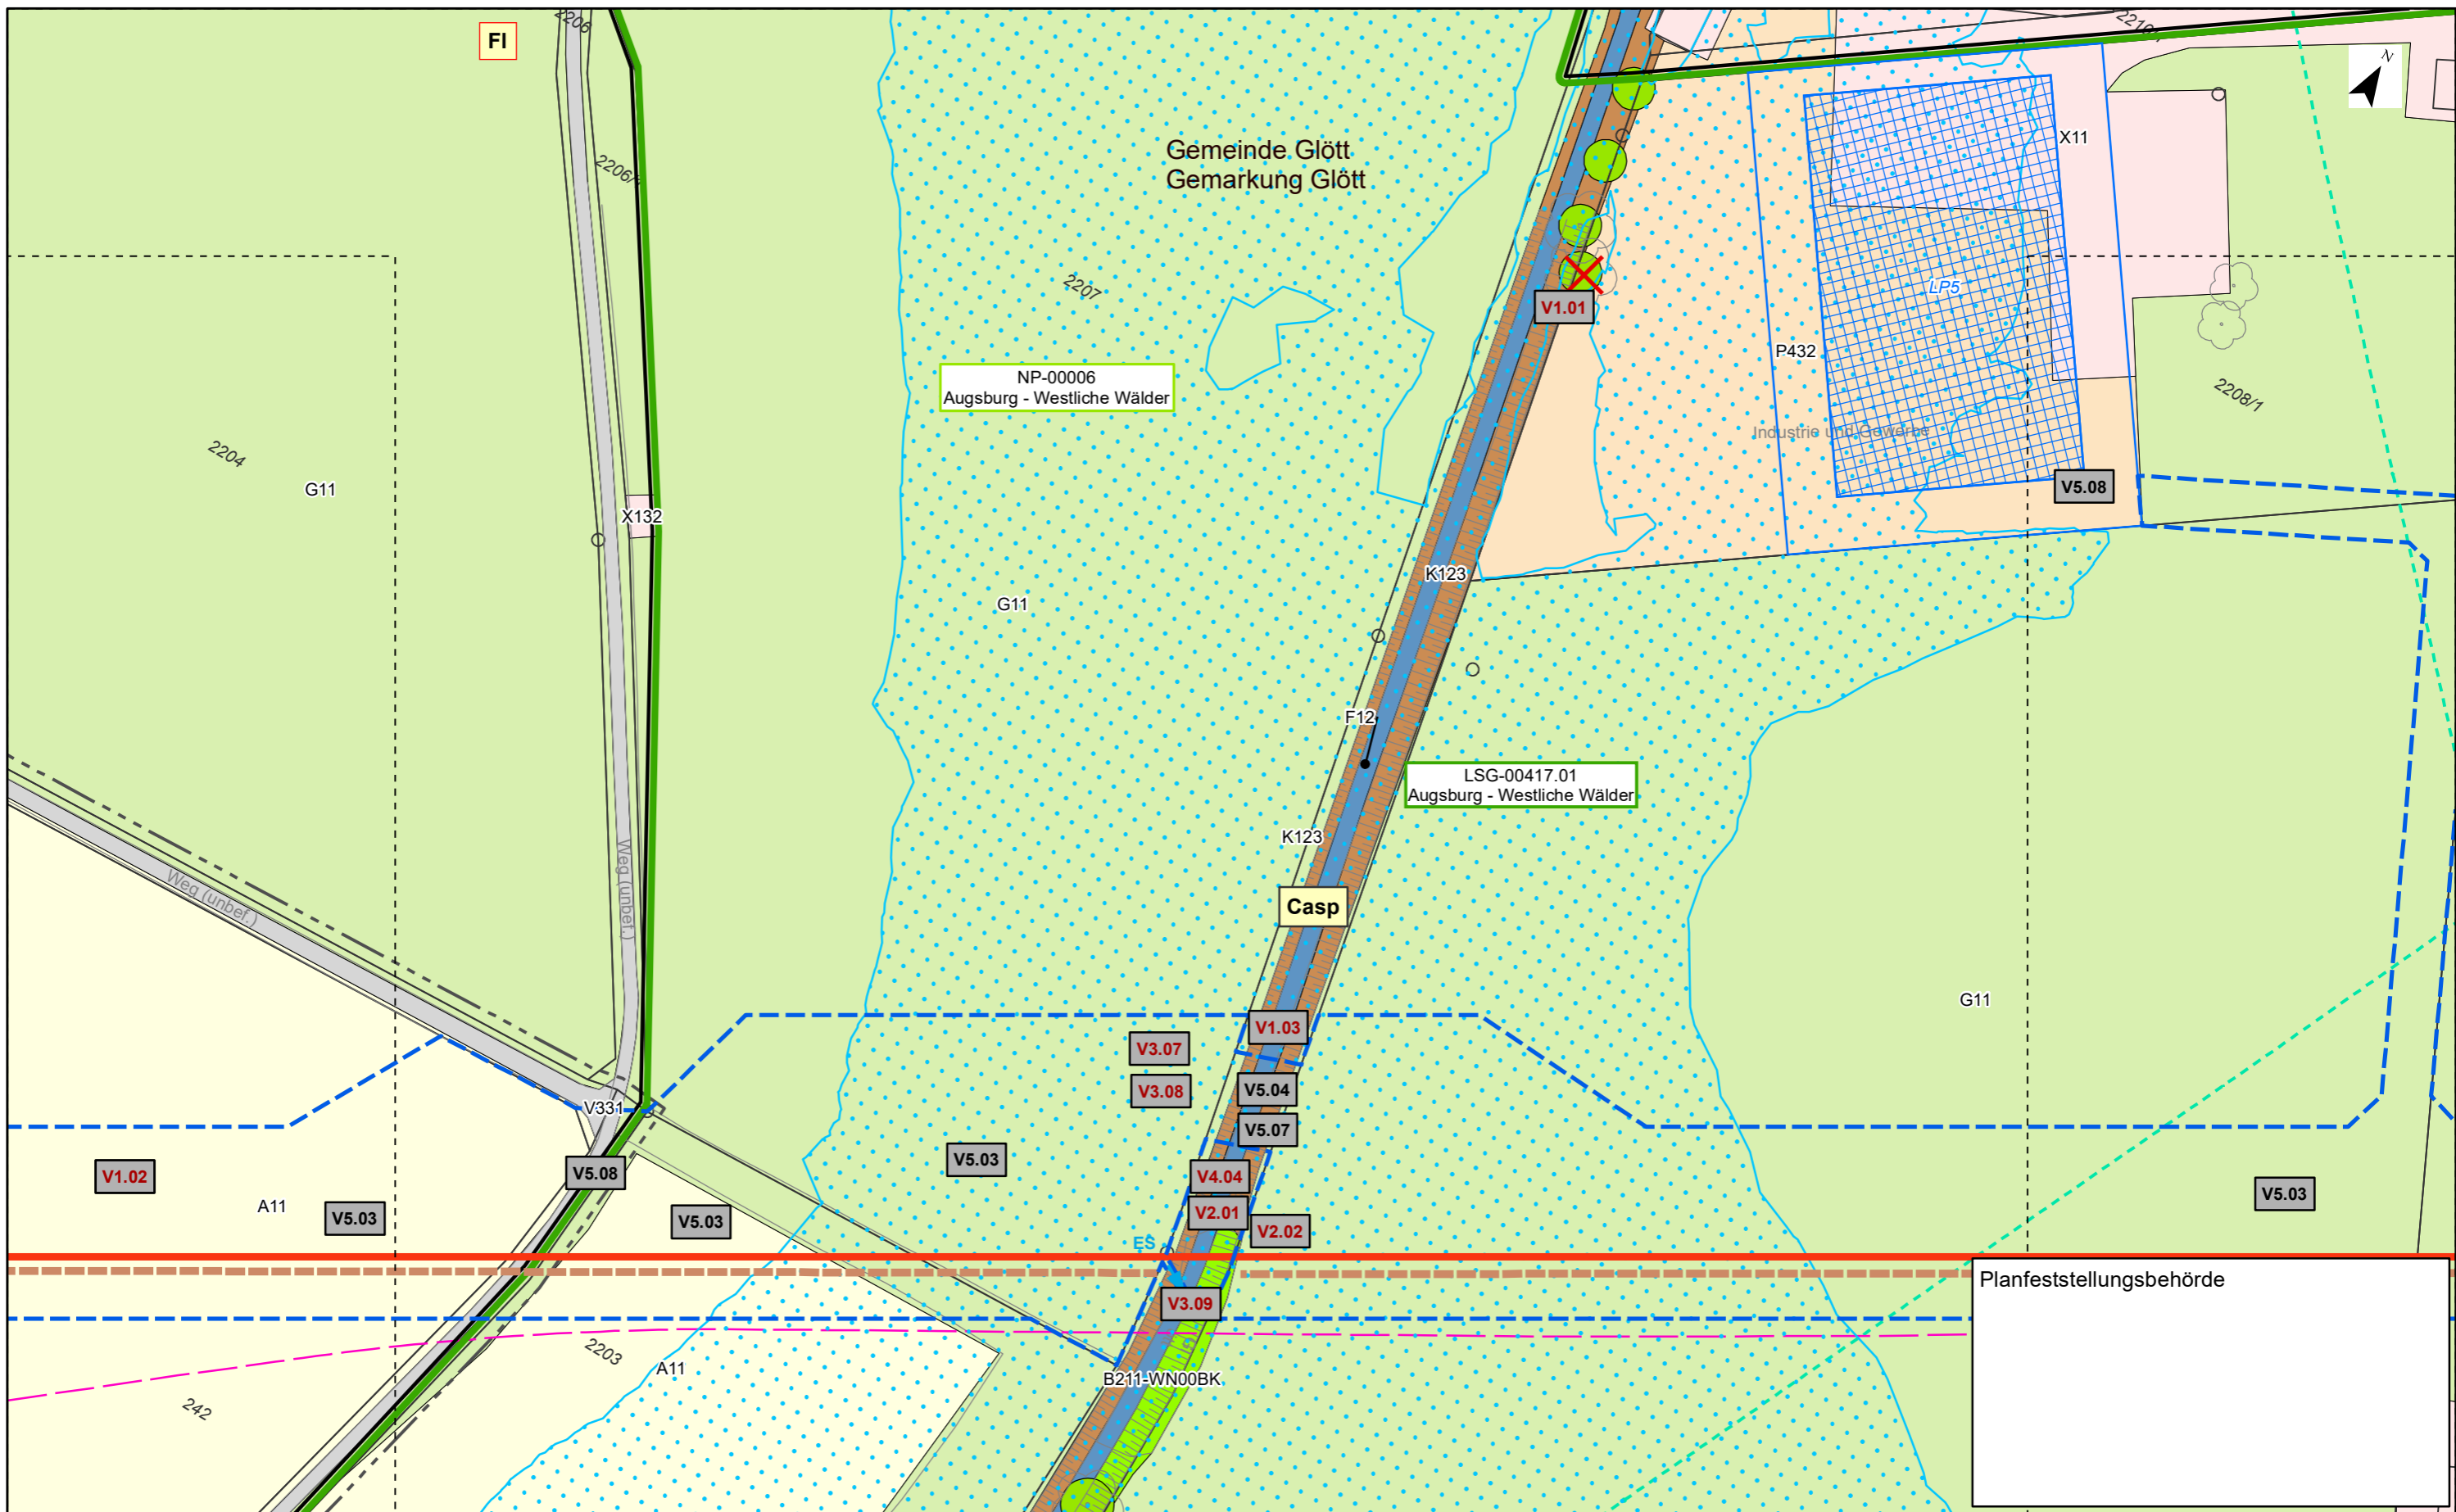 2206
Fl
2210/1
N
Gemeinde Glött
Gemarkung Glött
X11
2206/
2207
LP5
V1.01
P432
NP-00006
Augsburg - Westliche Wälder
2208/1
Industrie und Gewerbe
2204
G11
V5.08
X132
K123
G11
F12
LSG-00417.01
Augsburg - Westliche Wälder
K123
Weg (unbef.)
Weg (unbef.)
Casp
G11
V1.03
V3.07
V3.08
V5.04
V331
V5.07
V5.03
V5.08
V1.02
V4.04
V5.03
A11
V5.03
V5.03
V2.01
V2.02
ES
Planfeststellungsbehörde
V3.09
2203
A11
B211-WN00BK
242